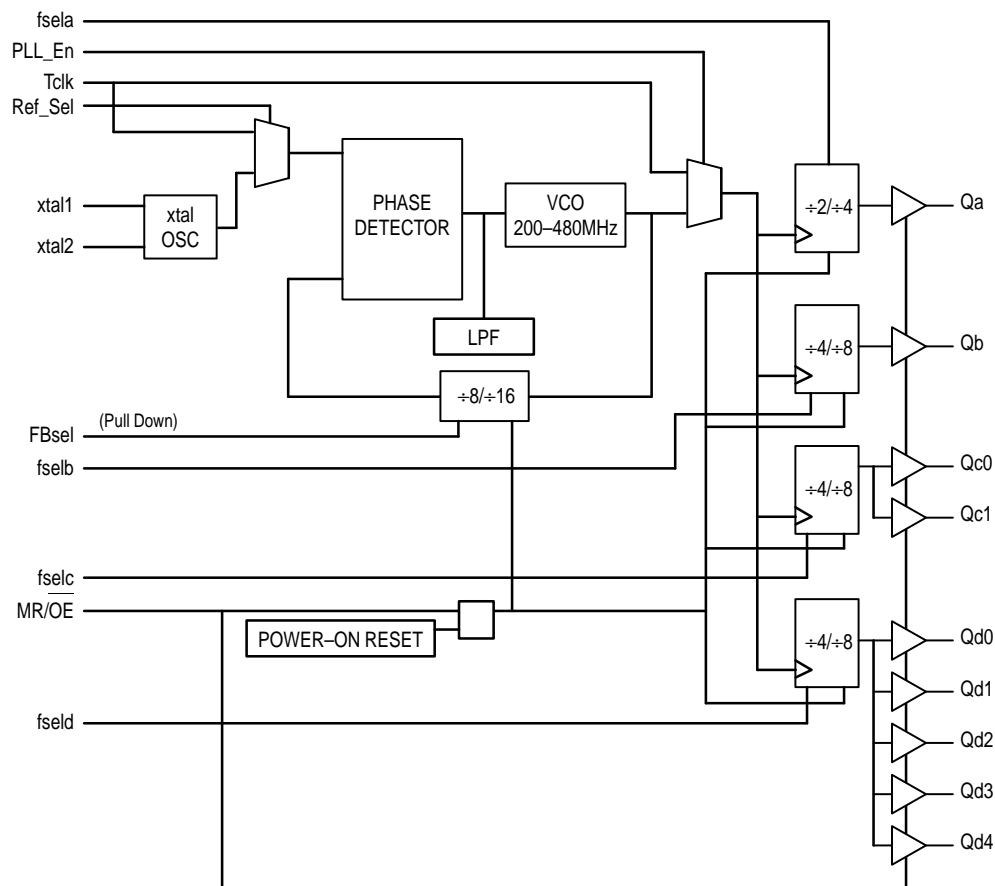 fsela
PLL_En
Tclk
Ref_Sel
xtal1
xtal2
xtal
OSC
PHASE
DETECTOR
VCO
200–480MHz
LPF
÷8/÷16
FBsel
(Pull Down)
fselb
fselc
MR/OE
POWER–ON RESET
fseld
÷2/÷4
÷4/÷8
÷4/÷8
÷4/÷8
Qa
Qb
Qc0
Qc1
Qd0
Qd1
Qd2
Qd3
Qd4